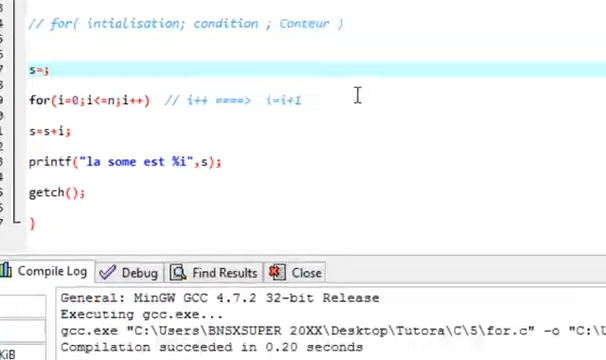 // for( intialisation; condition ; Conteur )
s=;
for(i=0;i<=n;i++) // i++ ====> i=i+1
s=s+i;
printf("la some est %i",s);
getch();
}
Compile Log Debug Find Results Close
General: MinGW GCC 4.7.2 32-bit Release
Executing gcc.exe...
gcc.exe "C:\Users\BNSXSUPER 20XX\Desktop\Tutora\C\5\for.c" -o "C:\U
KiB
Compilation succeeded in 0.20 seconds